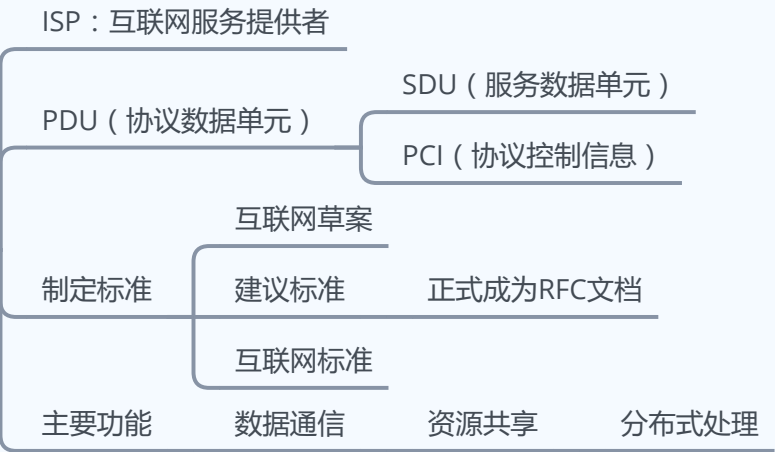 ISP：互联网服务提供者
PDU（协议数据单元）
SDU（服务数据单元）
PCI（协议控制信息）
制定标准
互联网草案
建议标准 正式成为RFC文档
互联网标准
主要功能 数据通信 资源共享 分布式处理